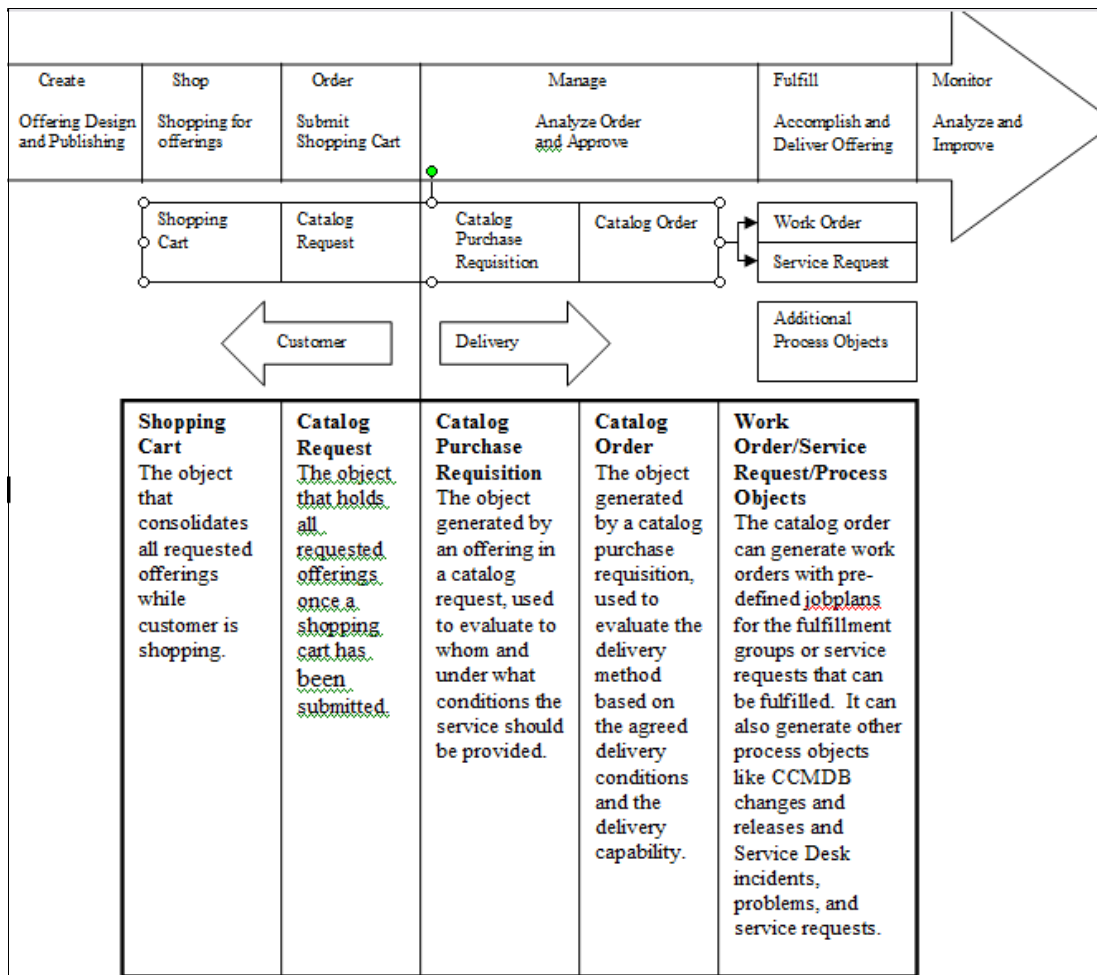 Create
Offering Design
and Publishing
Shop
Shopping for
offerings
Order
Submit
Shopping Cart
Manage
Analyze Order
and Approve
Fulfill
Accomplish and
Deliver Offering
Monitor
Analyze and
Improve
Shopping
Cart
Catalog
Request
Catalog
Purchase
Requisition
Catalog Order
Work Order
Service Request
Customer
Delivery
Additional
Process Objects
Shopping
Cart
The object
that
consolidates
all requested
offerings
while
customer is
shopping.
Catalog
Request
The object
that holds
all
requested
offerings
once a
shopping
cart has
been
submitted.
Catalog
Purchase
Requisition
The object
generated by
an offering in
a catalog
request, used
to evaluate to
whom and
under what
conditions the
service should
be provided.
Catalog
Order
The object
generated
by a catalog
purchase
requisition,
used to
evaluate the
delivery
method
based on
the agreed
delivery
conditions
and the
delivery
capability.
Work
Order/Service
Request/Process
Objects
The catalog order
can generate work
orders with pre-
defined jobplans
for the fulfillment
groups or service
requests that can
be fulfilled.  It can
also generate other
process objects
like CCMDB
changes and
releases and
Service Desk
incidents,
problems, and
service requests.